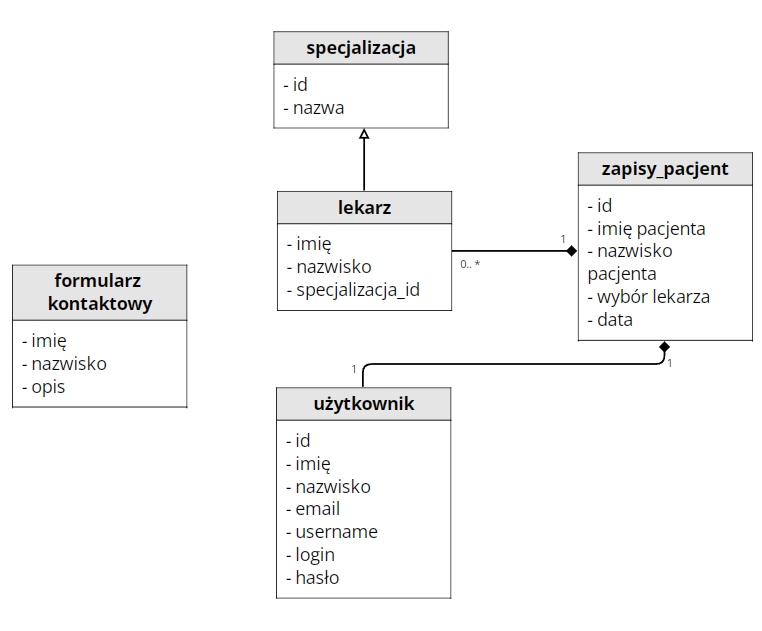 specjalizacja
- id
- nazwa
zapisy_pacjent
- id
- imię pacjenta
- nazwisko
pacjenta
- wybór lekarza
- data
lekarz
- imię
- nazwisko
- specjalizacja_id
1
0.. *
formularz
kontaktowy
- imię
- nazwisko
- opis
1
1
użytkownik
- id
- imię
- nazwisko
- email
- username
- login
- hasło